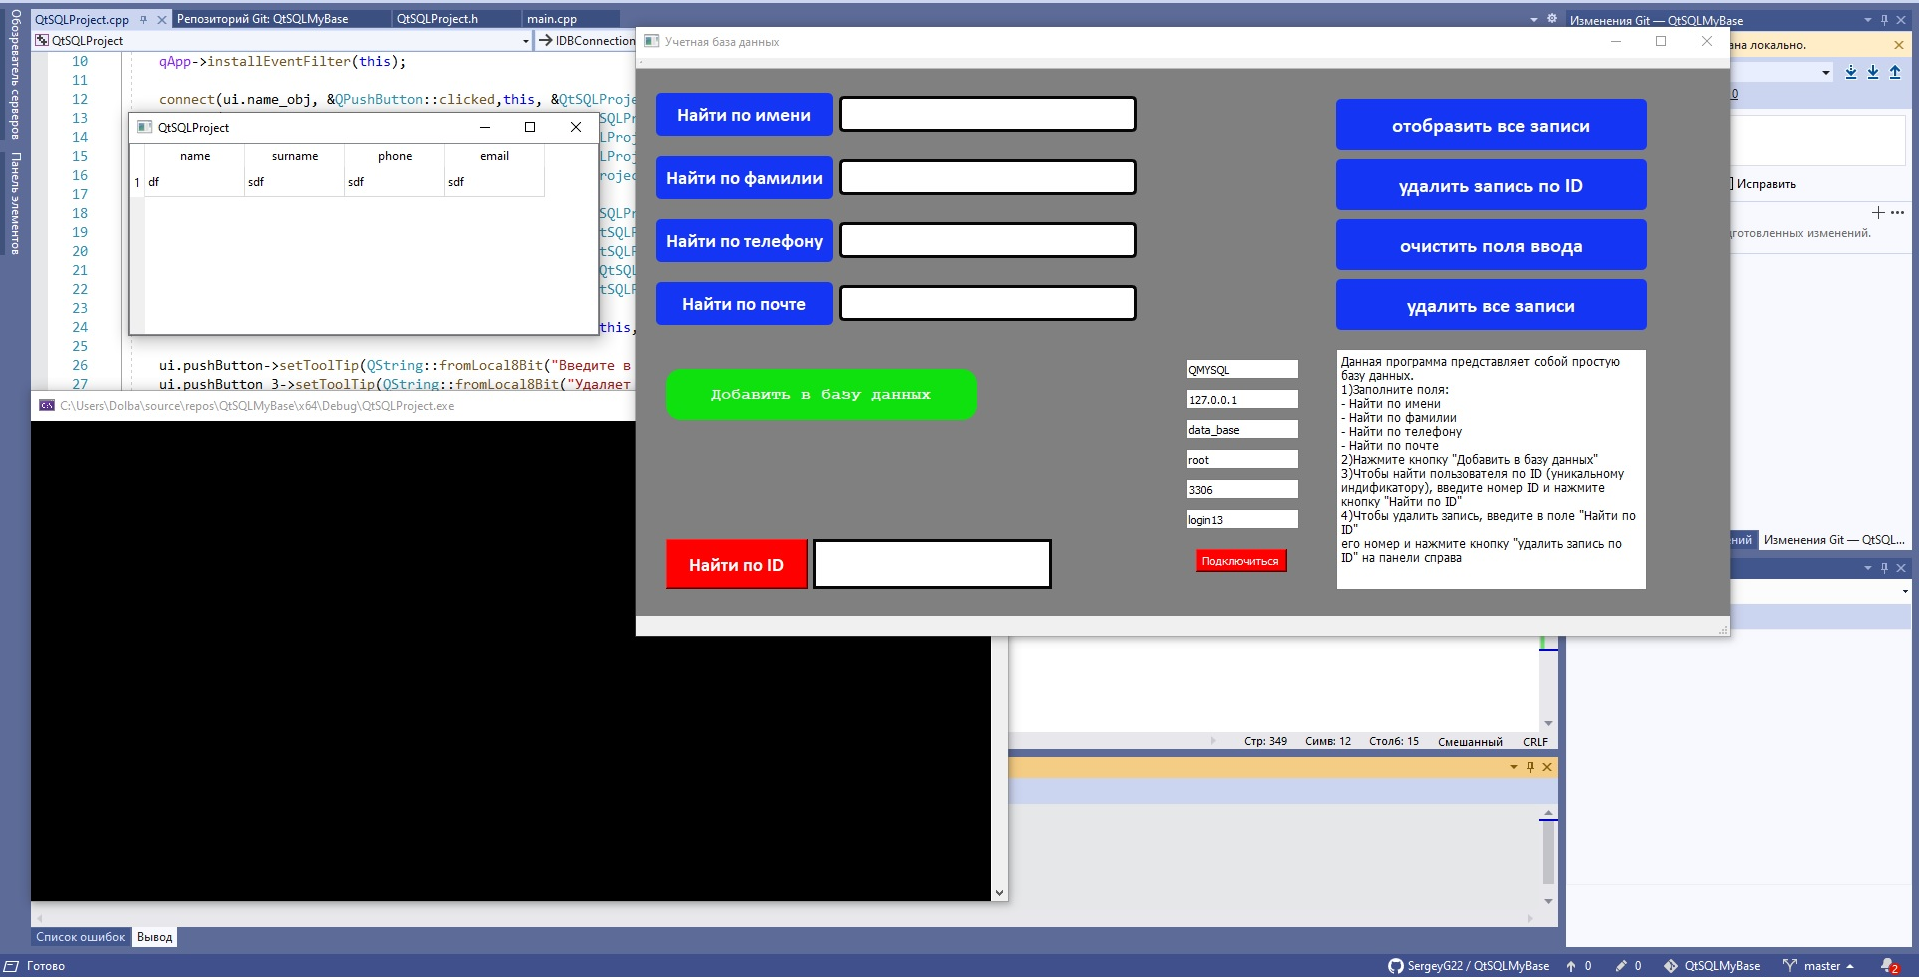 Обозреватель серверов
Панель элементов
QtSQLProject.cpp
Репозиторий Git: QtSQLMyBase
QtSQLProject.h
main.cpp
Изменения Git — QtSQLMyBase
QtSQLProject
IDBConnection
10 qApp->installEventFilter(this);
11
12 connect(ui.name_obj, &QPushButton::clicked,this, &QtSQLProje
13
14
15
16
17
18
19
20
21
22
23
24 this,
25
26 ui.pushButton->setToolTip(QString::fromLocal8Bit("Введите в
27 ui.pushButton_3->setToolTip(QString::fromLocal8Bit("Удаляет
QtSQLProject
name surname phone email
1 df sdf sdf sdf
C:\Users\Dolba\source\repos\QtSQLMyBase\x64\Debug\QtSQLProject.exe
Учетная база данных
Найти по имени
Найти по фамилии
Найти по телефону
Найти по почте
Добавить в базу данных
Найти по ID
QMYSQL
127.0.0.1
data_base
root
3306
login13
Подключиться
отобразить все записи
удалить запись по ID
очистить поля ввода
удалить все записи
Данная программа представляет собой простую
базу данных.
1)Заполните поля:
- Найти по имени
- Найти по фамилии
- Найти по телефону
- Найти по почте
2)Нажмите кнопку "Добавить в базу данных"
3)Чтобы найти пользователя по ID (уникальному
индификатору), введите номер ID и нажмите
кнопку "Найти по ID"
4)Чтобы удалить запись, введите в поле "Найти по
ID"
его номер и нажмите кнопку "удалить запись по
ID" на панели справа
локально.
Исправить
изменений.
Изменения Git — QtSQL...
Стр: 349 Симв: 12 Столб: 15 Смешанный CRLF
Список ошибок
Вывод
Готово
SergeyG22 / QtSQLMyBase
0
0
QtSQLMyBase
master
2